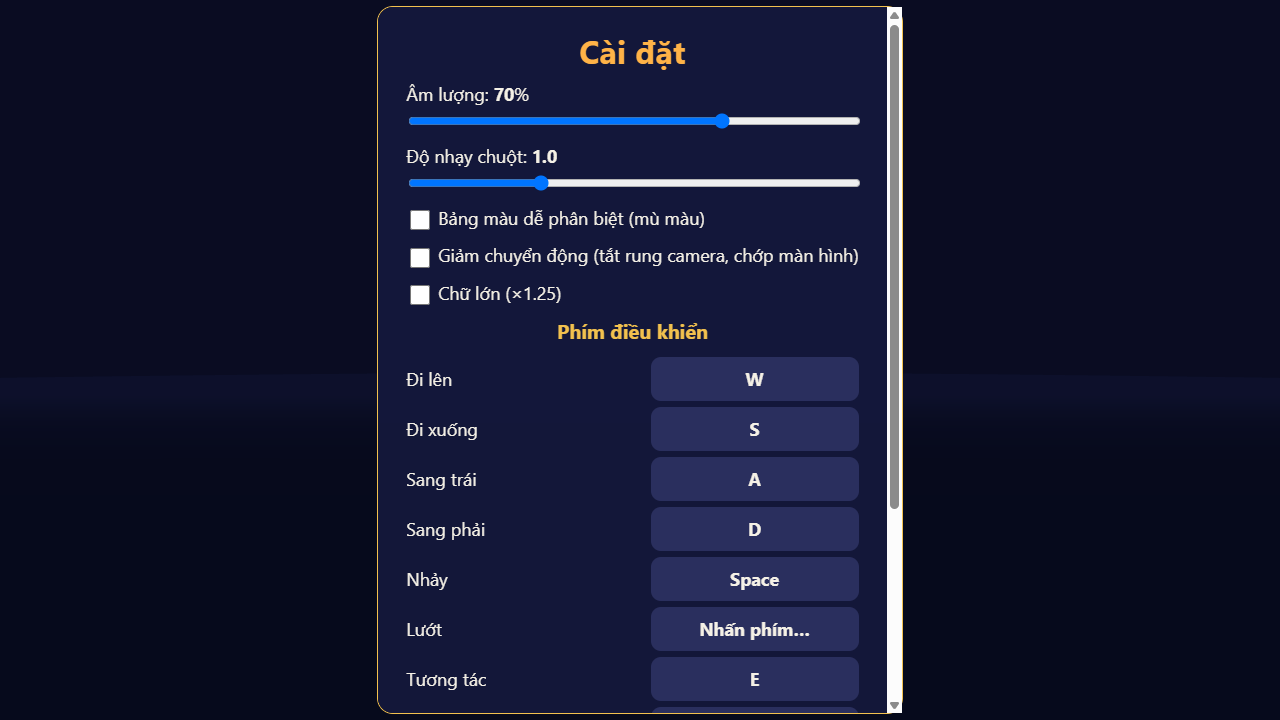 Cài đặt
Âm lượng: 70%
Độ nhạy chuột: 1.0
Bảng màu dễ phân biệt (mù màu)
Giảm chuyển động (tắt rung camera, chớp màn hình)
Chữ lớn (×1.25)
Phím điều khiển
Đi lên W
Đi xuống S
Sang trái A
Sang phải D
Nhảy Space
Lướt Nhấn phím...
Tương tác E